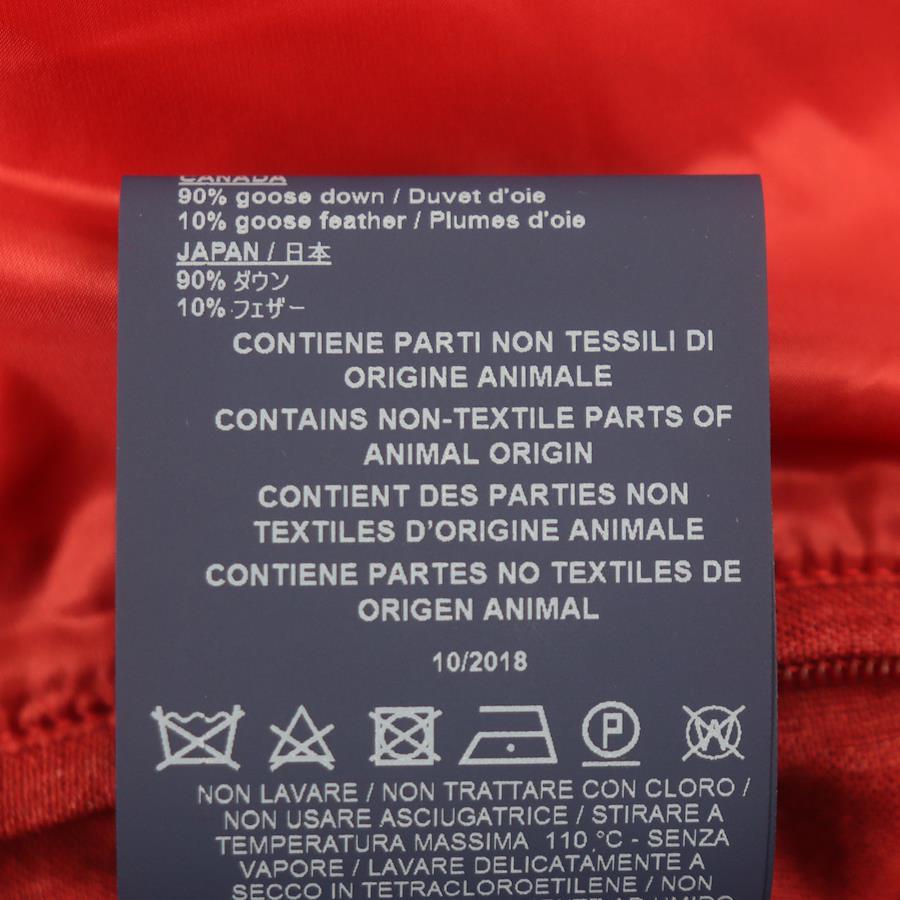 CANADA
90% goose down / Duvet d'oie
10% goose feather / Plumes d'oie
JAPAN / 日本
90% ダウン
10% フェザー
CONTIENE PARTI NON TESSILI DI
ORIGINE ANIMALE
CONTAINS NON-TEXTILE PARTS OF
ANIMAL ORIGIN
CONTIENT DES PARTIES NON
TEXTILES D'ORIGINE ANIMALE
CONTIENE PARTES NO TEXTILES DE
ORIGEN ANIMAL
10/2018
P
W
NON LAVARE / NON TRATTARE CON CLORO /
NON USARE ASCIUGATRICE / STIRARE A
TEMPERATURA MASSIMA 110 °C - SENZA
VAPORE / LAVARE DELICATAMENTE A
SECCO IN TETRACLOROETILENE / NON